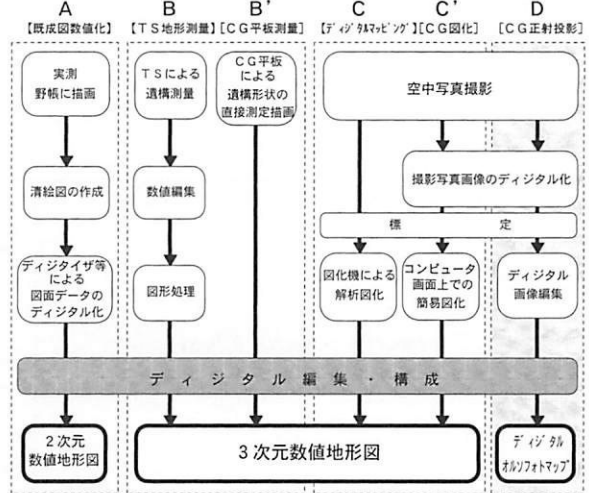 A
B
B'
C
C'
D
【既成図数値化】
【TS地形測量】
[CG平板測量]
【ディジタルマッピング】
[CG図化]
[CG正射投影]
実測
野帳に描画
TSによる
遺構測量
CG平板
による
遺構形状の
直接測定描画
空中写真撮影
清絵図の作成
数値編集
撮影写真画像のディジタル化
標 定
ディジタイザ等
による
図面データの
ディジタル化
図形処理
図化機による
解析図化
コンピュータ
画面上での
簡易図化
ディジタル
画像編集
ディジタル編集・構成
2次元
数値地形図
3次元数値地形図
ディジタル
オルソフォトマップ